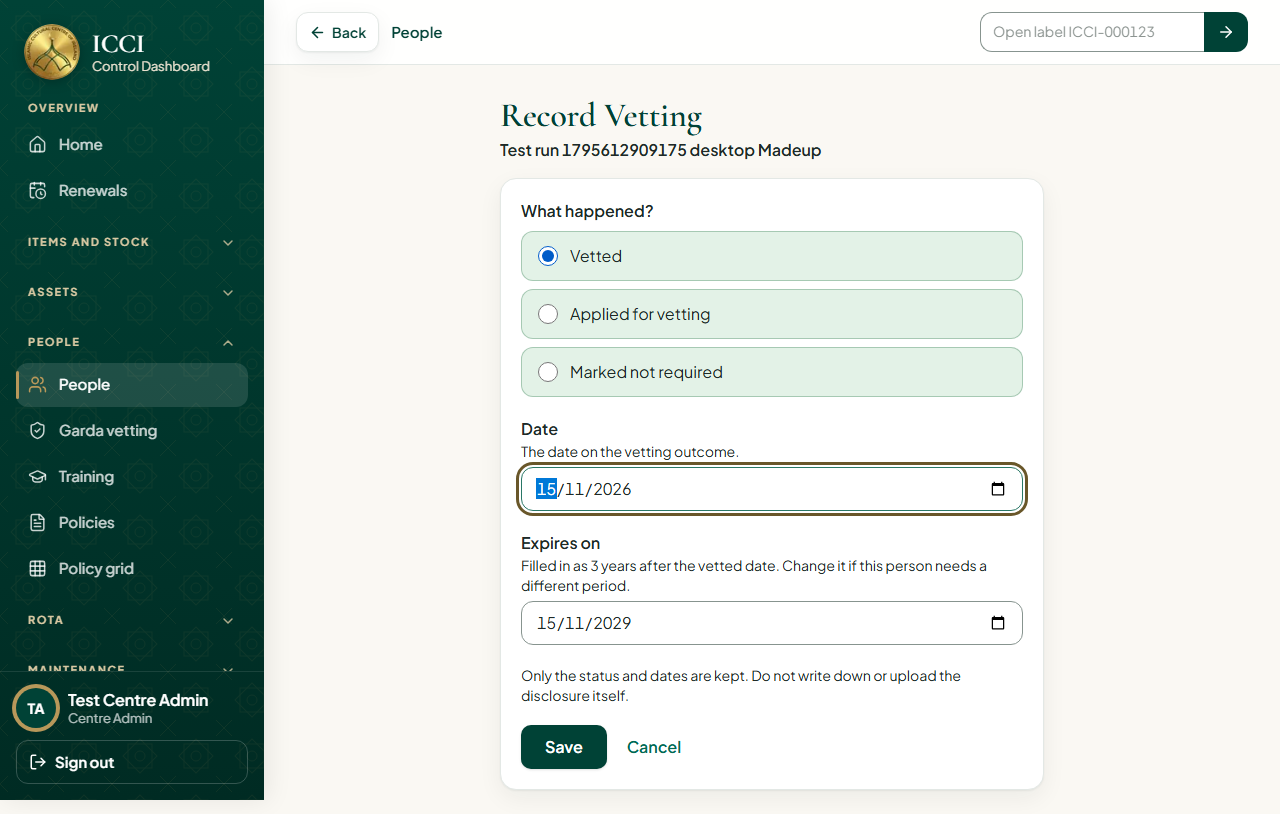 ICCI
Control Dashboard
OVERVIEW
Home
Renewals
ITEMS AND STOCK
ASSETS
PEOPLE
People
Garda vetting
Training
Policies
Policy grid
ROTA
MAINTENANCE
TA
Test Centre Admin
Centre Admin
Sign out
Back
People
Open label ICCI-000123
Record Vetting
Test run 1795612909175 desktop Madeup
What happened?
Vetted
Applied for vetting
Marked not required
Date
The date on the vetting outcome.
15/11/2026
Expires on
Filled in as 3 years after the vetted date. Change it if this person needs a
different period.
15/11/2029
Only the status and dates are kept. Do not write down or upload the
disclosure itself.
Save
Cancel